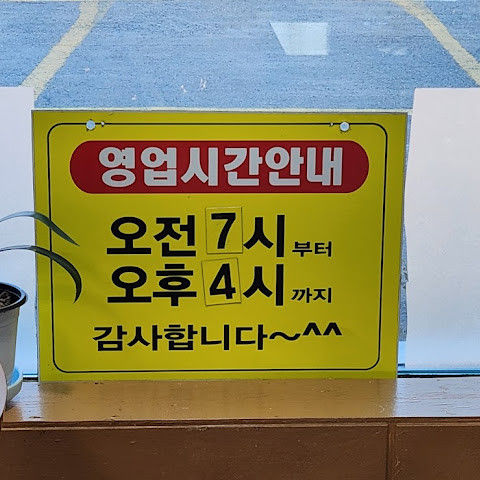 영업시간안내
오전 7시부터
오후 4시까지
감사합니다~^^